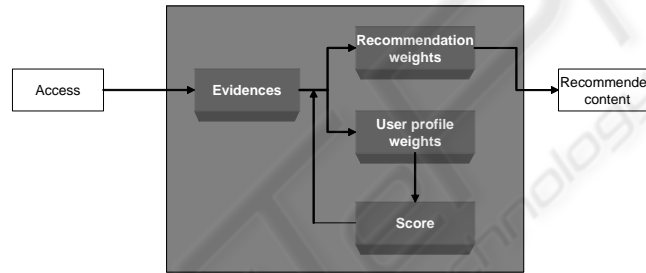 Access
Evidences
Recommendation
weights
User profile
weights
Score
Recommende
content